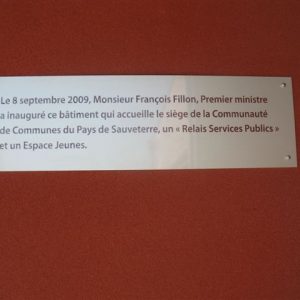 Le 8 septembre 2009, Monsieur François Fillon, Premier ministre
a inauguré ce bâtiment qui accueille le siège de la Communauté
de Communes du Pays de Sauveterre, un « Relais Services Publics »
et un Espace Jeunes.